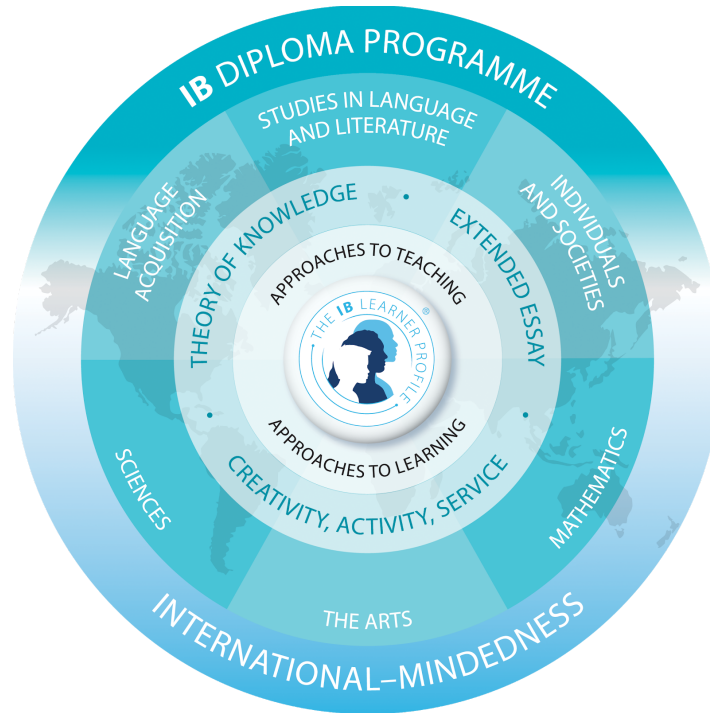 IB DIPLOMA PROGRAMME
STUDIES IN LANGUAGE
AND LITERATURE
LANGUAGE
ACQUISITION
INDIVIDUALS
AND SOCIETIES
THEORY OF KNOWLEDGE
•
EXTENDED ESSAY
APPROACHES TO TEACHING
• THE IB LEARNER PROFILE •
®
APPROACHES TO LEARNING
•
CREATIVITY, ACTIVITY, SERVICE
•
SCIENCES
MATHEMATICS
THE ARTS
INTERNATIONAL–MINDEDNESS